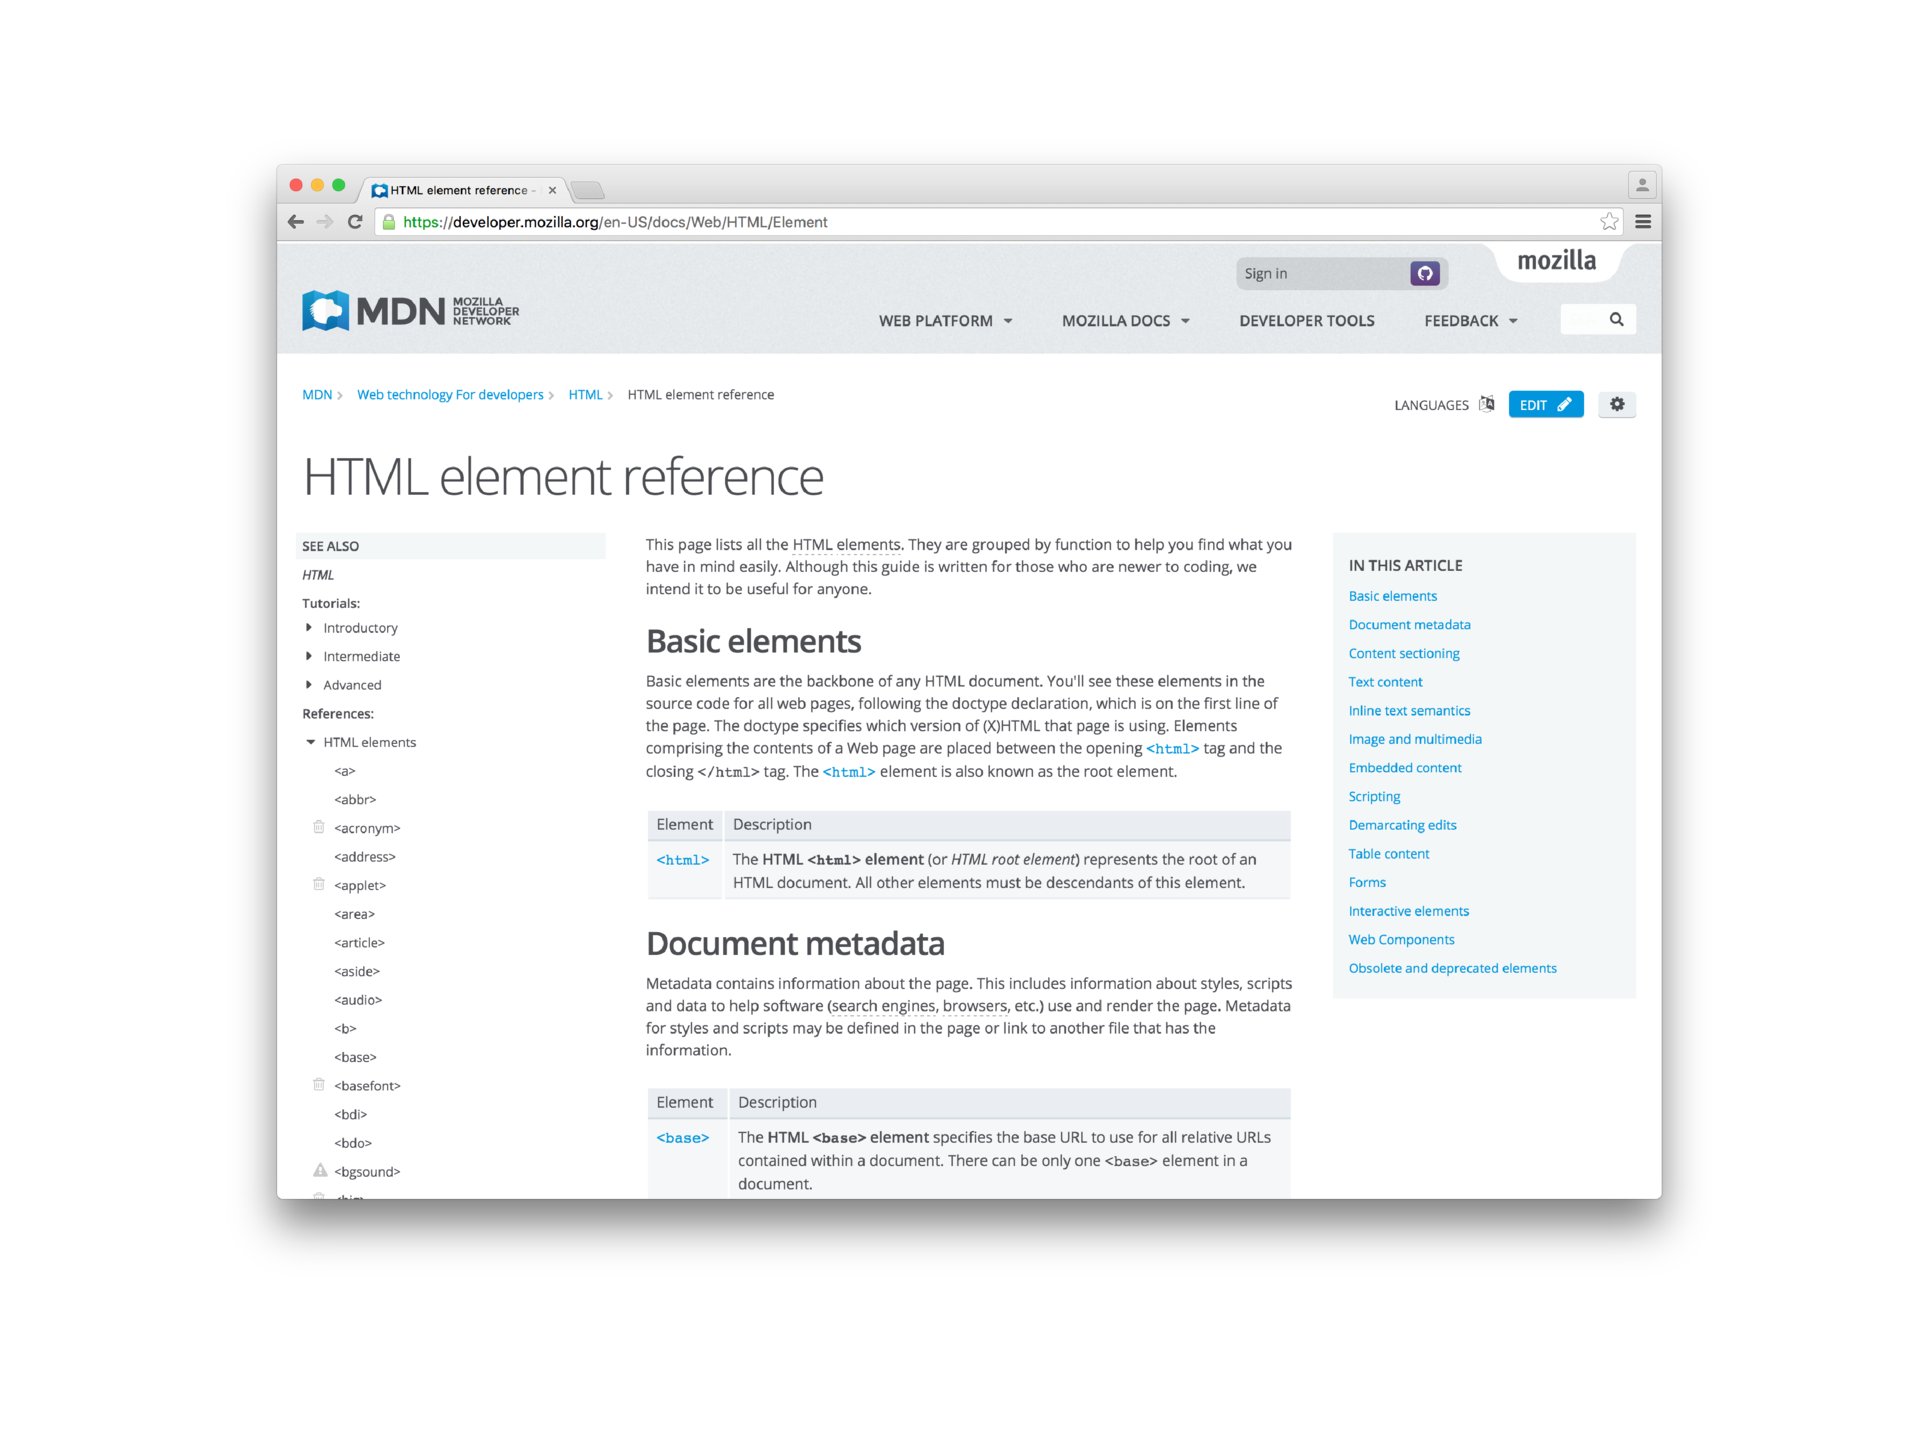 HTML element reference -
https://developer.mozilla.org/en-US/docs/Web/HTML/Element
mozilla
Sign in
MDN MOZILLA DEVELOPER NETWORK
WEB PLATFORM
MOZILLA DOCS
DEVELOPER TOOLS
FEEDBACK
MDN
Web technology For developers
HTML
HTML element reference
LANGUAGES
EDIT
HTML element reference
SEE ALSO
HTML
Tutorials:
Introductory
Intermediate
Advanced
References:
HTML elements
<a>
<abbr>
<acronym>
<address>
<applet>
<area>
<article>
<aside>
<audio>
<b>
<base>
<basefont>
<bdi>
<bdo>
<bgsound>
This page lists all the HTML elements. They are grouped by function to help you find what you
have in mind easily. Although this guide is written for those who are newer to coding, we
intend it to be useful for anyone.
Basic elements
Basic elements are the backbone of any HTML document. You'll see these elements in the
source code for all web pages, following the doctype declaration, which is on the first line of
the page. The doctype specifies which version of (X)HTML that page is using. Elements
comprising the contents of a Web page are placed between the opening <html> tag and the
closing </html> tag. The <html> element is also known as the root element.
Element Description
<html> The HTML <html> element (or HTML root element) represents the root of an
HTML document. All other elements must be descendants of this element.
Document metadata
Metadata contains information about the page. This includes information about styles, scripts
and data to help software (search engines, browsers, etc.) use and render the page. Metadata
for styles and scripts may be defined in the page or link to another file that has the
information.
Element Description
<base> The HTML <base> element specifies the base URL to use for all relative URLs
contained within a document. There can be only one <base> element in a
document.
IN THIS ARTICLE
Basic elements
Document metadata
Content sectioning
Text content
Inline text semantics
Image and multimedia
Embedded content
Scripting
Demarcating edits
Table content
Forms
Interactive elements
Web Components
Obsolete and deprecated elements